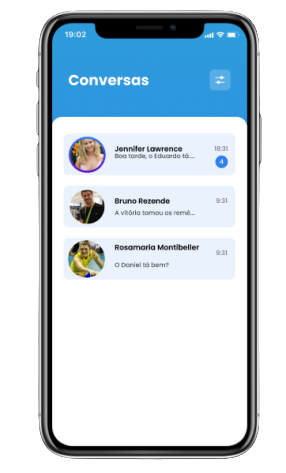 19:02
Conversas
Jennifer Lawrence 18:31
Boa tarde, o Eduardo tá... 4
Bruno Rezende 9:31
A vitória tomou os remé...
Rosamaria Montibeller 9:31
O Daniel tá bem?